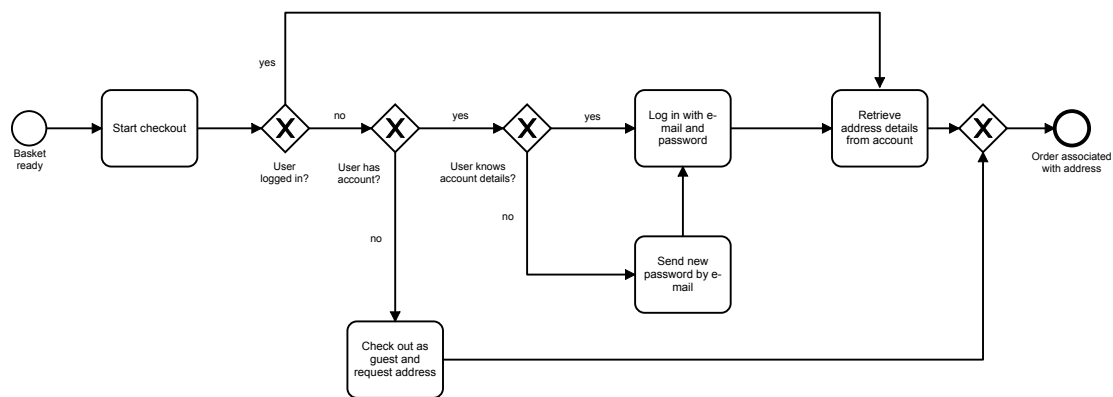 yes
Start checkout
no
yes
yes
Log in with e-
mail and
password
Retrieve
address details
from account
Basket
ready
User
logged in?
User has
account?
User knows
account details?
Order associated
with address
no
no
Send new
password by e-
mail
Check out as
guest and
request address